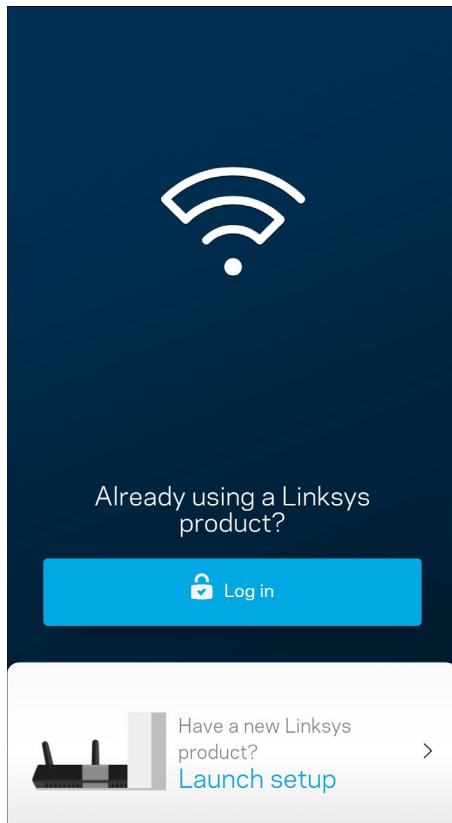 Already using a Linksys
product?
Log in
Have a new Linksys
product?
Launch setup